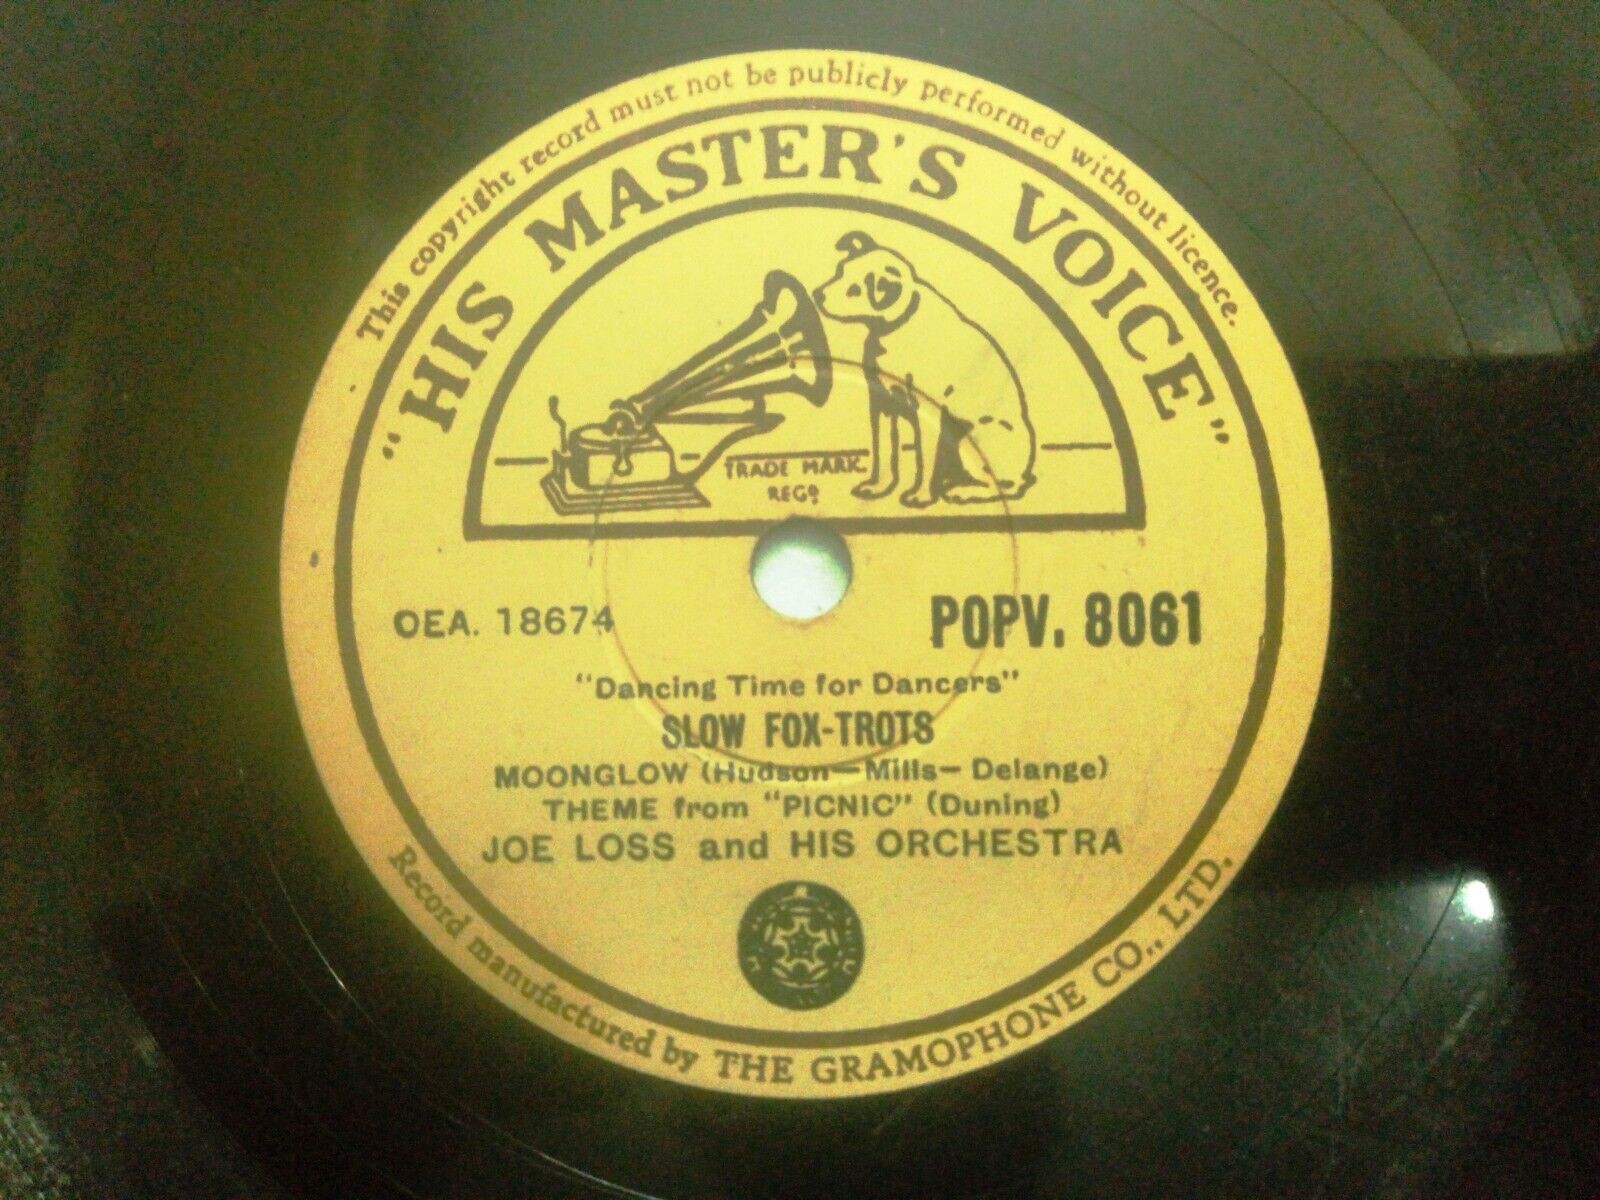 This copyright record must not be publicly performed without licence.
"HIS MASTER'S VOICE"
TRADE MARK.
REGD
OEA. 18674
POPV. 8061
"Dancing Time for Dancers"
SLOW FOX-TROTS
MOONGLOW (Hudson—Mills—Delange)
THEME from "PICNIC" (Duning)
JOE LOSS and HIS ORCHESTRA
Record manufactured by THE GRAMOPHONE CO., LTD.